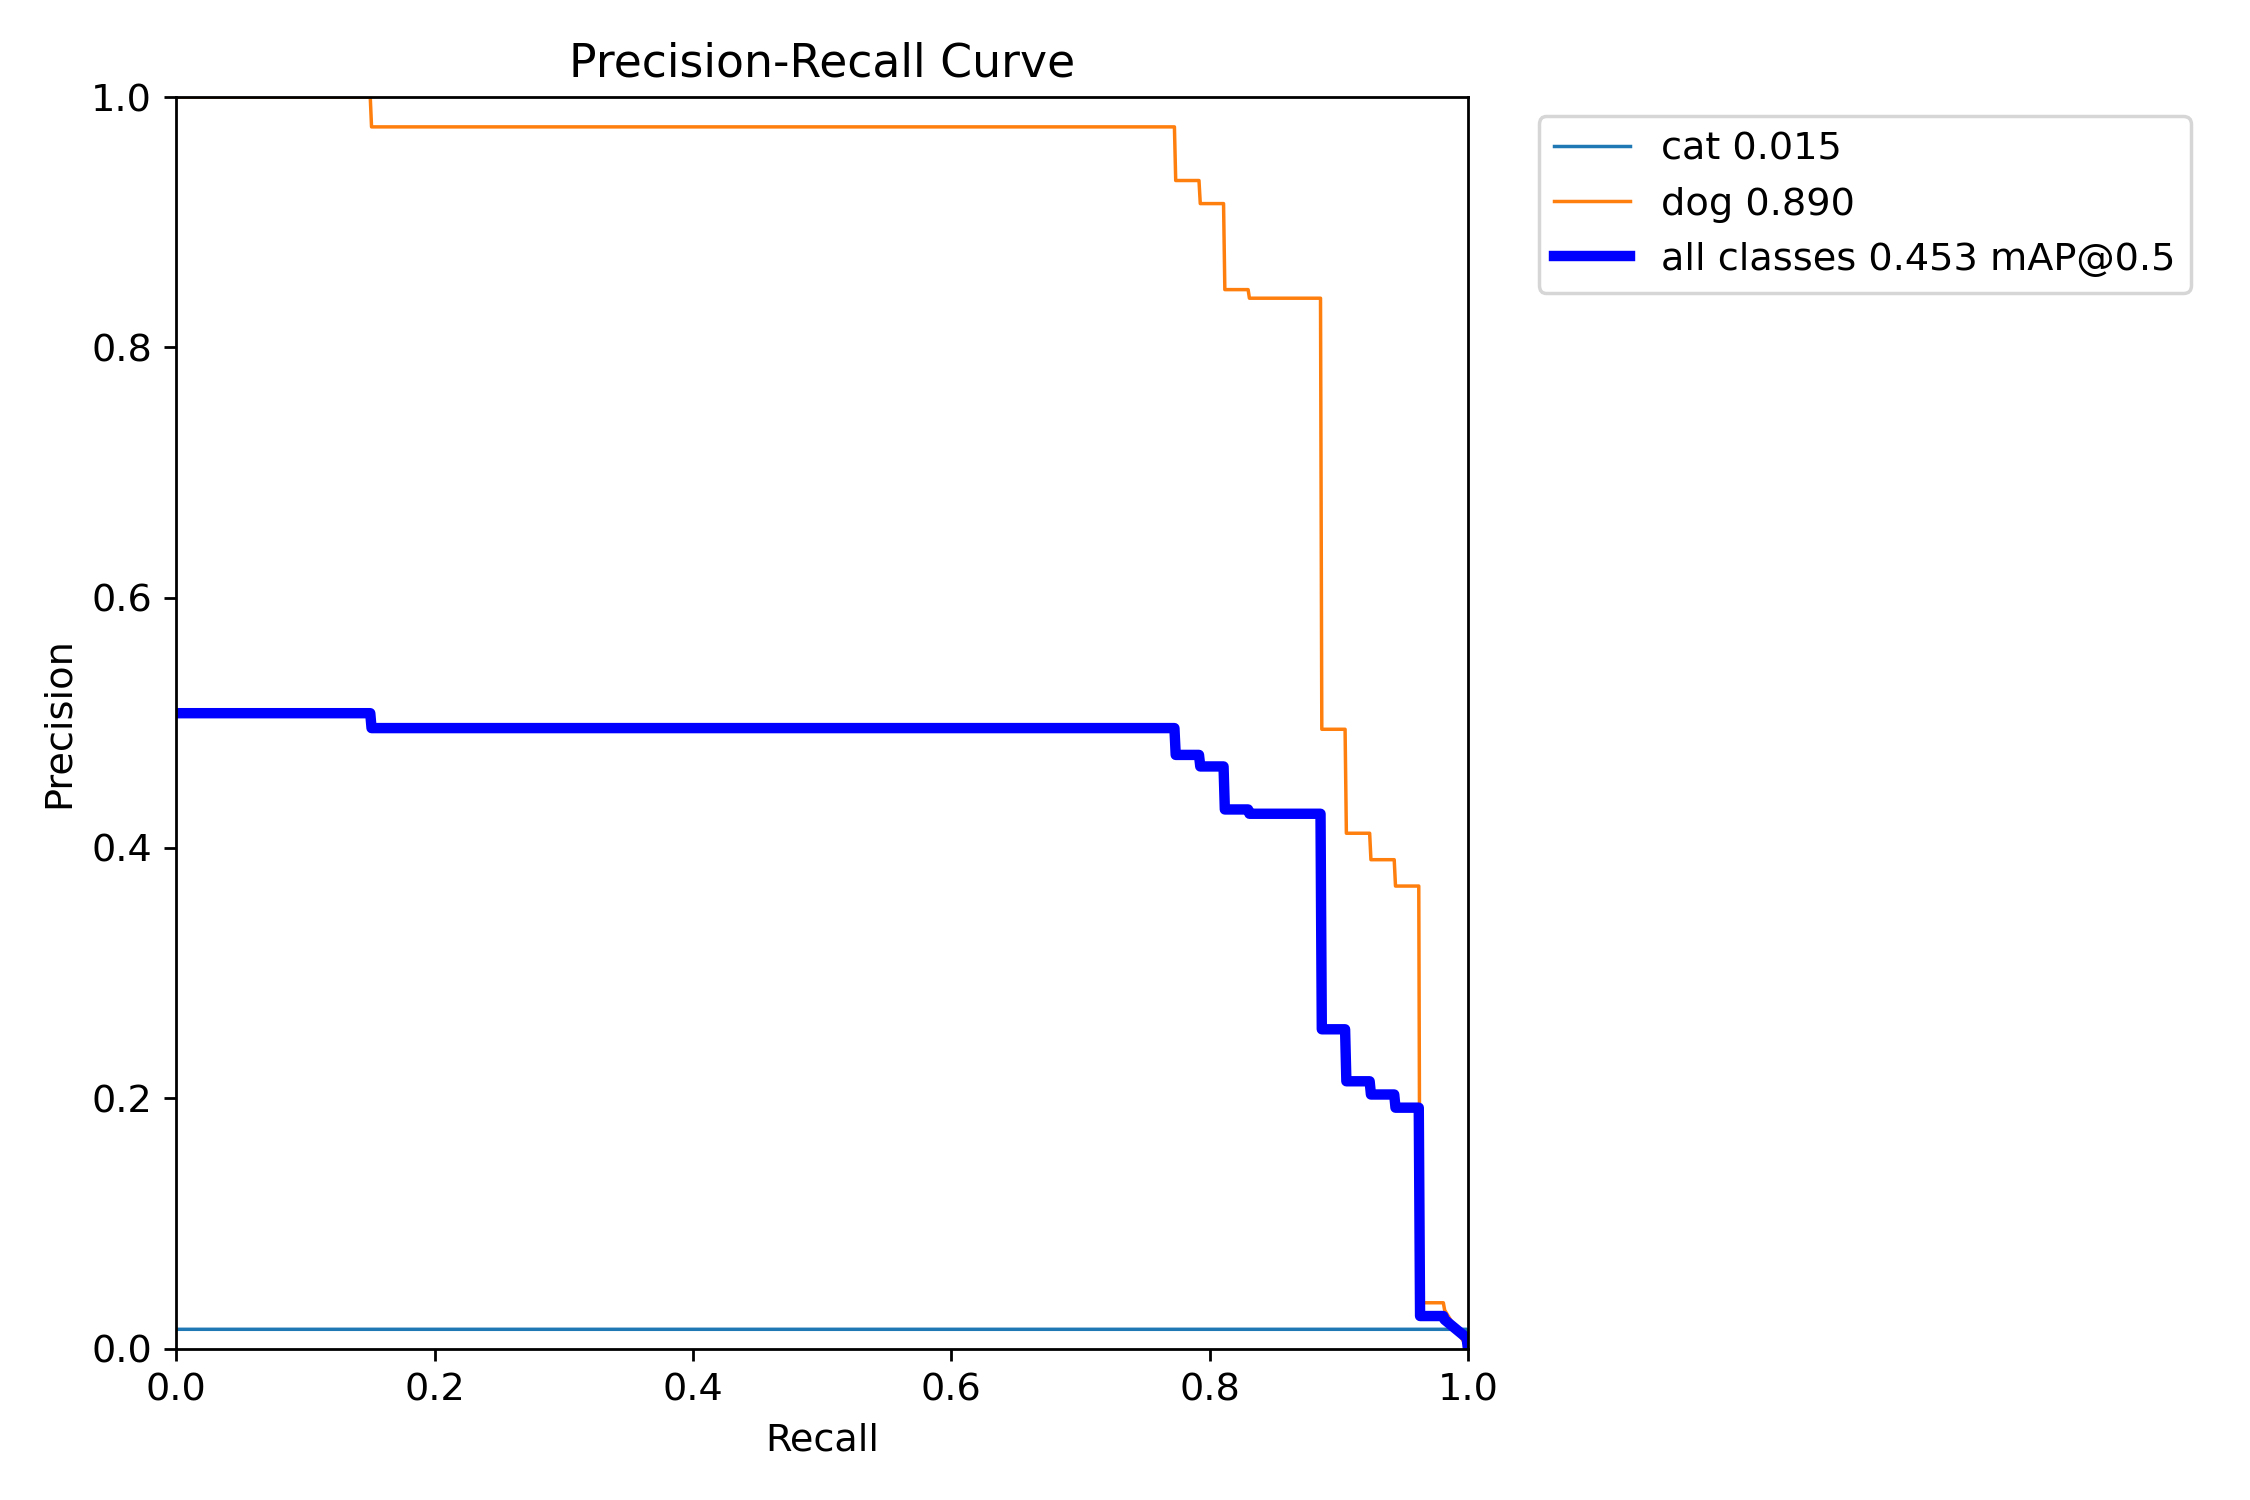 Precision-Recall Curve
1.0
0.8
0.6
0.4
0.2
0.0
Precision
0.0 0.2 0.4 0.6 0.8 1.0
Recall
cat 0.015
dog 0.890
all classes 0.453 mAP@0.5